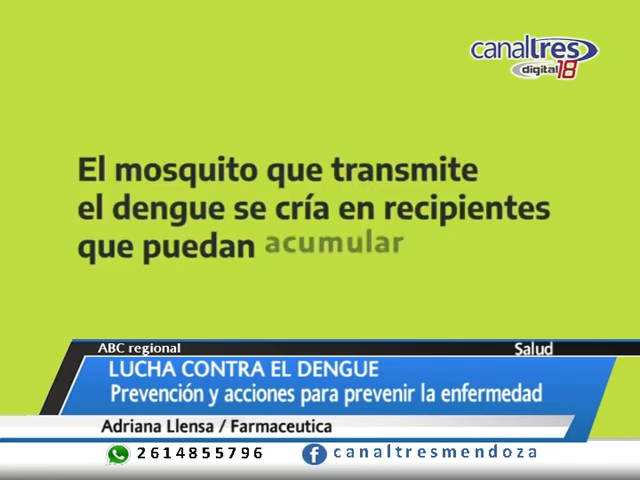 canaltres
digital 18
El mosquito que transmite
el dengue se cría en recipientes
que puedan acumular
ABC regional
Salud
LUCHA CONTRA EL DENGUE
Prevención y acciones para prevenir la enfermedad
Adriana Llensa / Farmaceutica
2614855796
canaltresmendoza